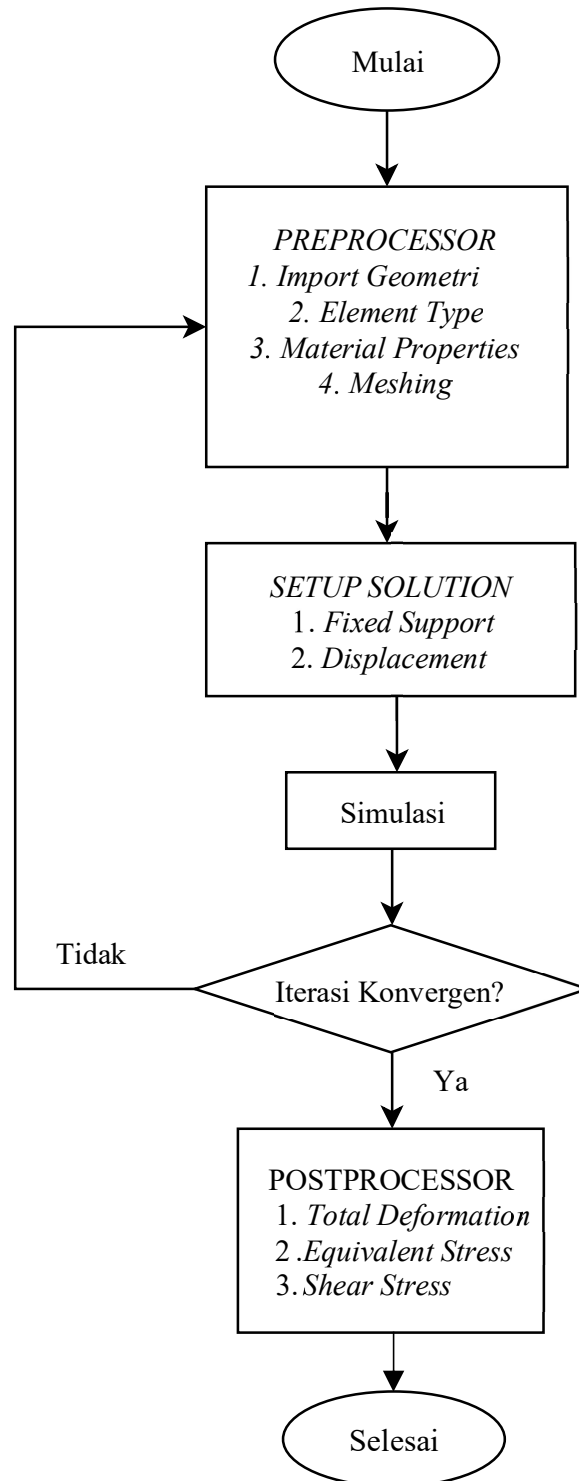 Mulai
PREPROCESSOR
1. Import Geometri
2. Element Type
3. Material Properties
4. Meshing
SETUP SOLUTION
1. Fixed Support
2. Displacement
Simulasi
Tidak
Iterasi Konvergen?
Ya
POSTPROCESSOR
1. Total Deformation
2 .Equivalent Stress
3. Shear Stress
Selesai